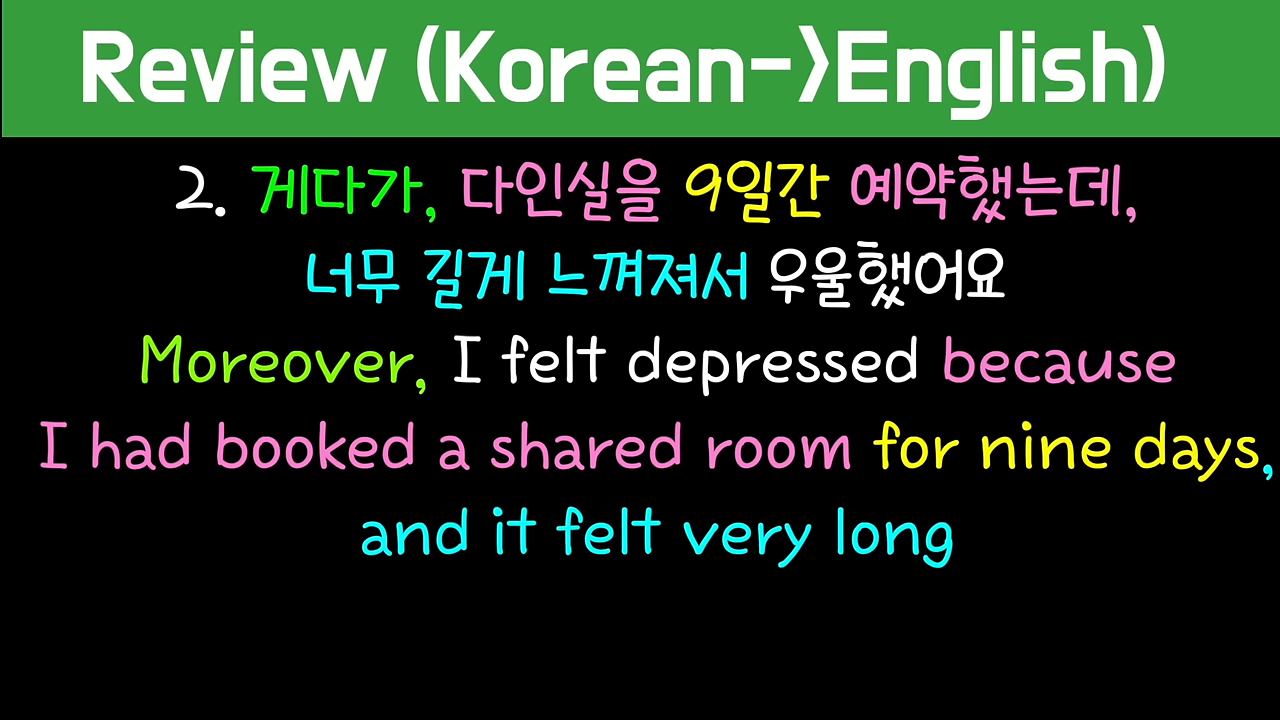 Review (Korean->English)
2. 게다가, 다인실을 9일간 예약했는데,
너무 길게 느껴져서 우울했어요
Moreover, I felt depressed because
I had booked a shared room for nine days,
and it felt very long